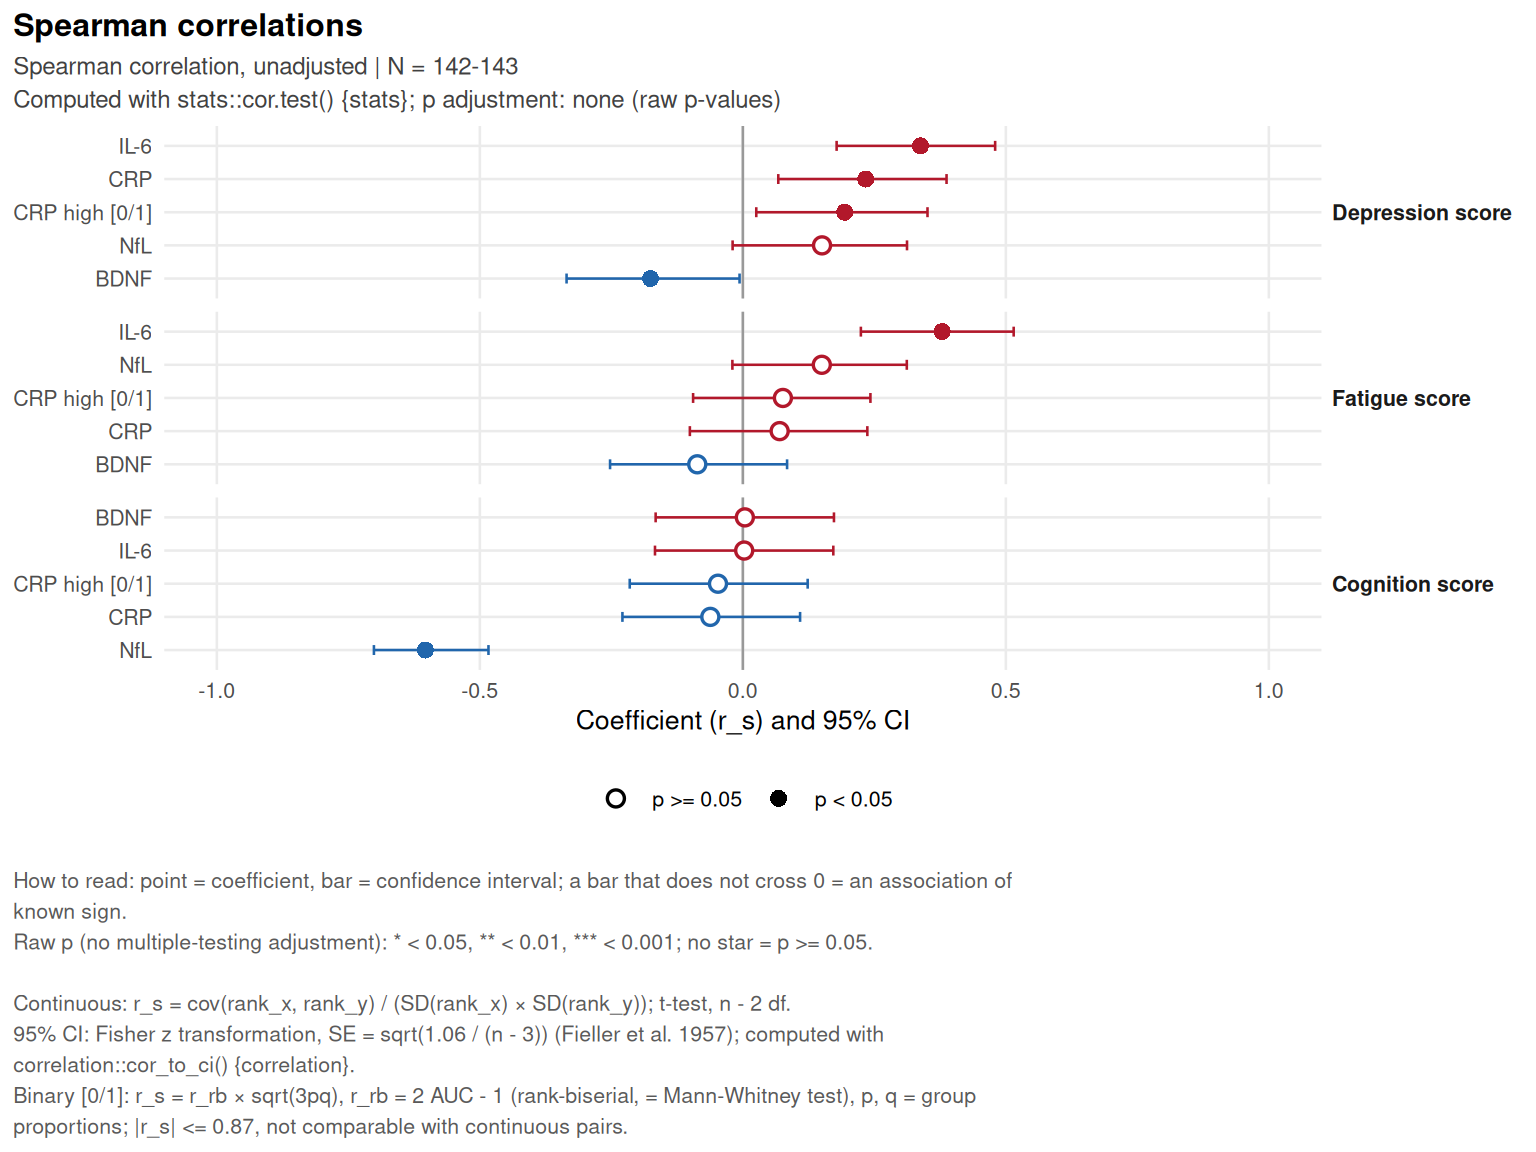 Spearman correlations
Spearman correlation, unadjusted | N = 142-143
Computed with stats::cor.test() {stats}; p adjustment: none (raw p-values)
IL-6
CRP
CRP high [0/1]
NfL
BDNF
Depression score
IL-6
NfL
CRP high [0/1]
CRP
BDNF
Fatigue score
BDNF
IL-6
CRP high [0/1]
CRP
NfL
Cognition score
-1.0 -0.5 0.0 0.5 1.0
Coefficient (r_s) and 95% CI
p >= 0.05 p < 0.05
How to read: point = coefficient, bar = confidence interval; a bar that does not cross 0 = an association of
known sign.
Raw p (no multiple-testing adjustment): * < 0.05, ** < 0.01, *** < 0.001; no star = p >= 0.05.
Continuous: r_s = cov(rank_x, rank_y) / (SD(rank_x) × SD(rank_y)); t-test, n - 2 df.
95% CI: Fisher z transformation, SE = sqrt(1.06 / (n - 3)) (Fieller et al. 1957); computed with
correlation::cor_to_ci() {correlation}.
Binary [0/1]: r_s = r_rb × sqrt(3pq), r_rb = 2 AUC - 1 (rank-biserial, = Mann-Whitney test), p, q = group
proportions; |r_s| <= 0.87, not comparable with continuous pairs.